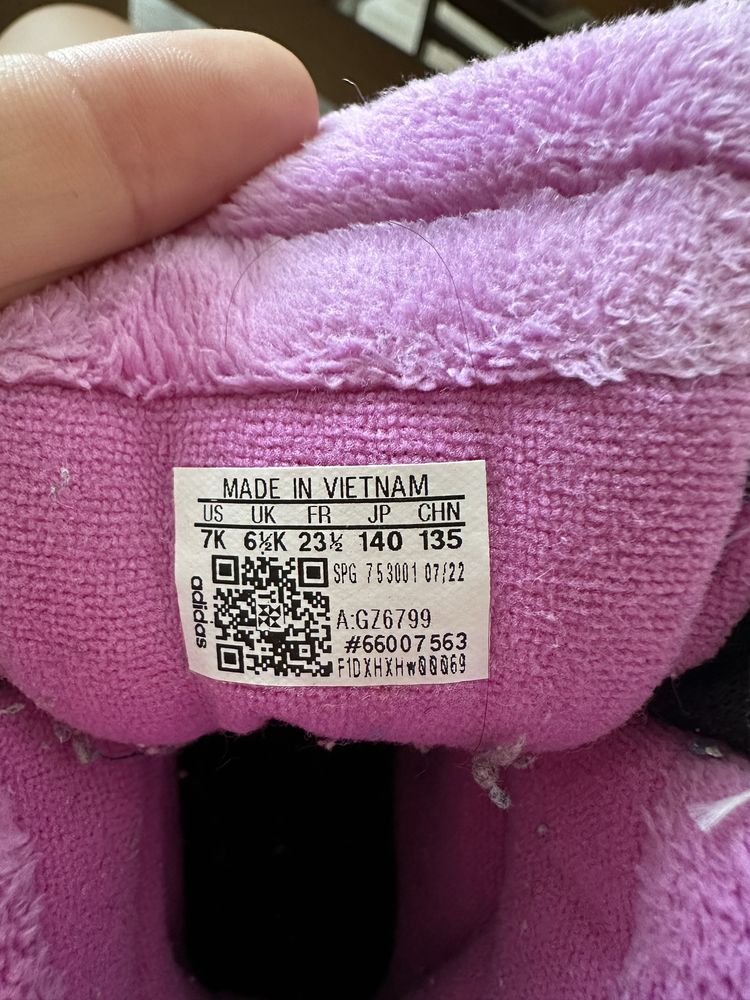 MADE IN VIETNAM
US UK FR JP CHN
7K 6½K 23½ 140 135
SPG 753001 07/22
adidas
A:GZ6799
#66007563
F1DXHXHw00069